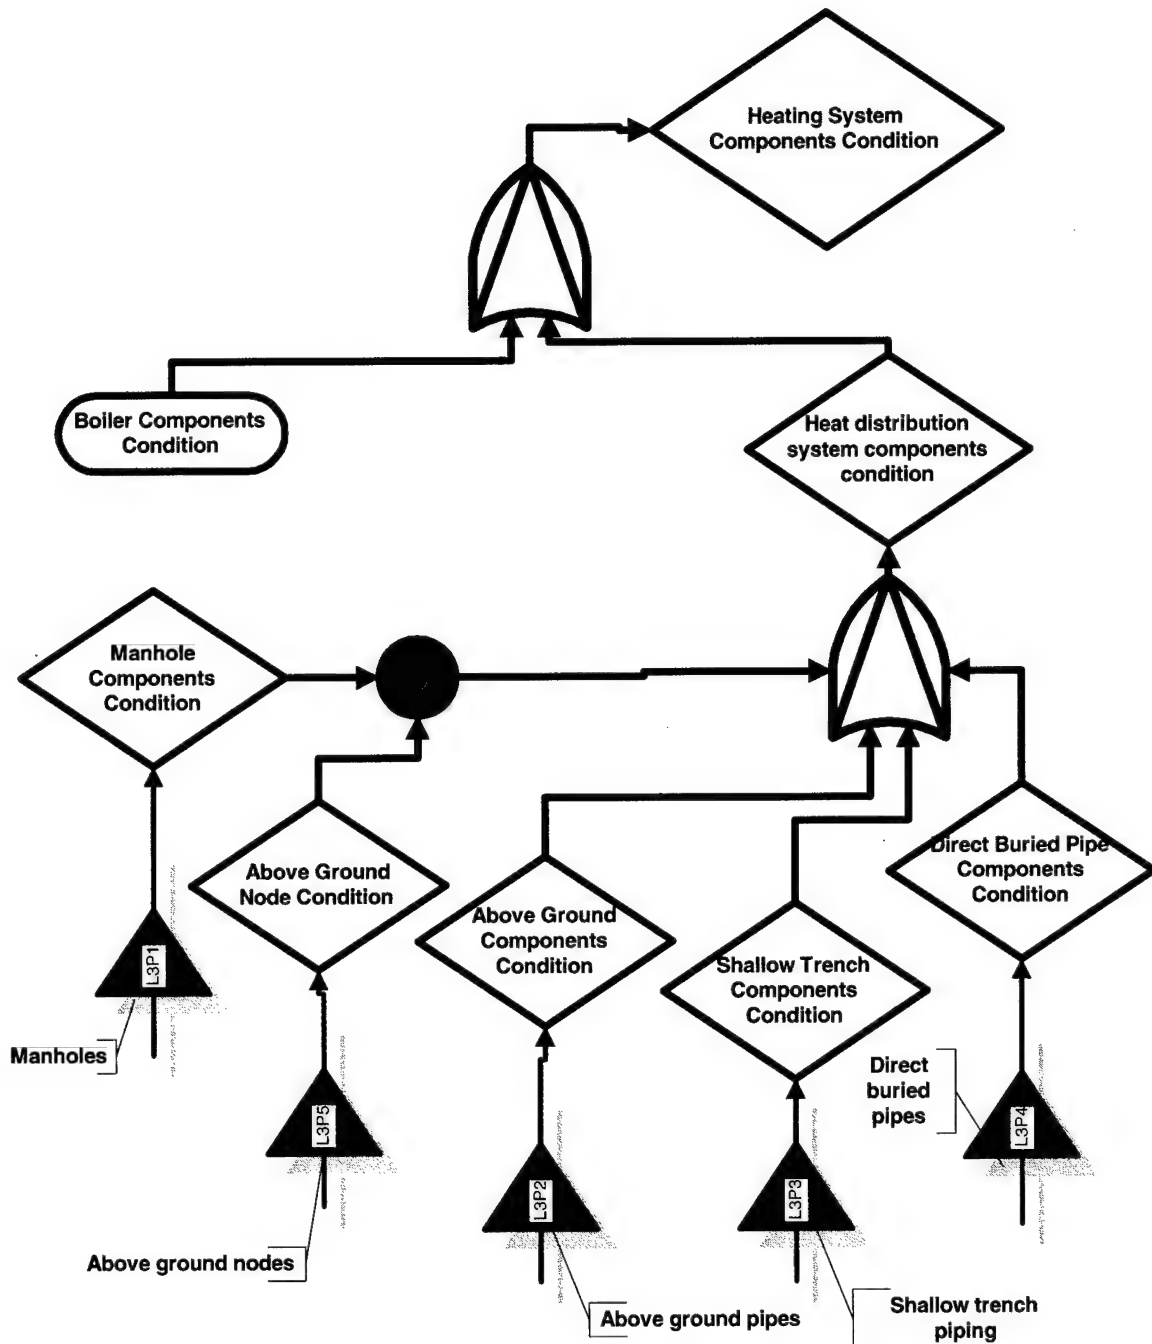 Heating System
Components Condition
Boiler Components
Condition
Heat distribution
system components
condition
Manhole
Components
Condition
Above Ground
Node Condition
Above Ground
Components
Condition
Shallow Trench
Components
Condition
Direct Buried Pipe
Components
Condition
L3P1
Manholes
L3P5
Above ground nodes
L3P2
Above ground pipes
L3P3
Shallow trench
piping
L3P4
Direct
buried
pipes